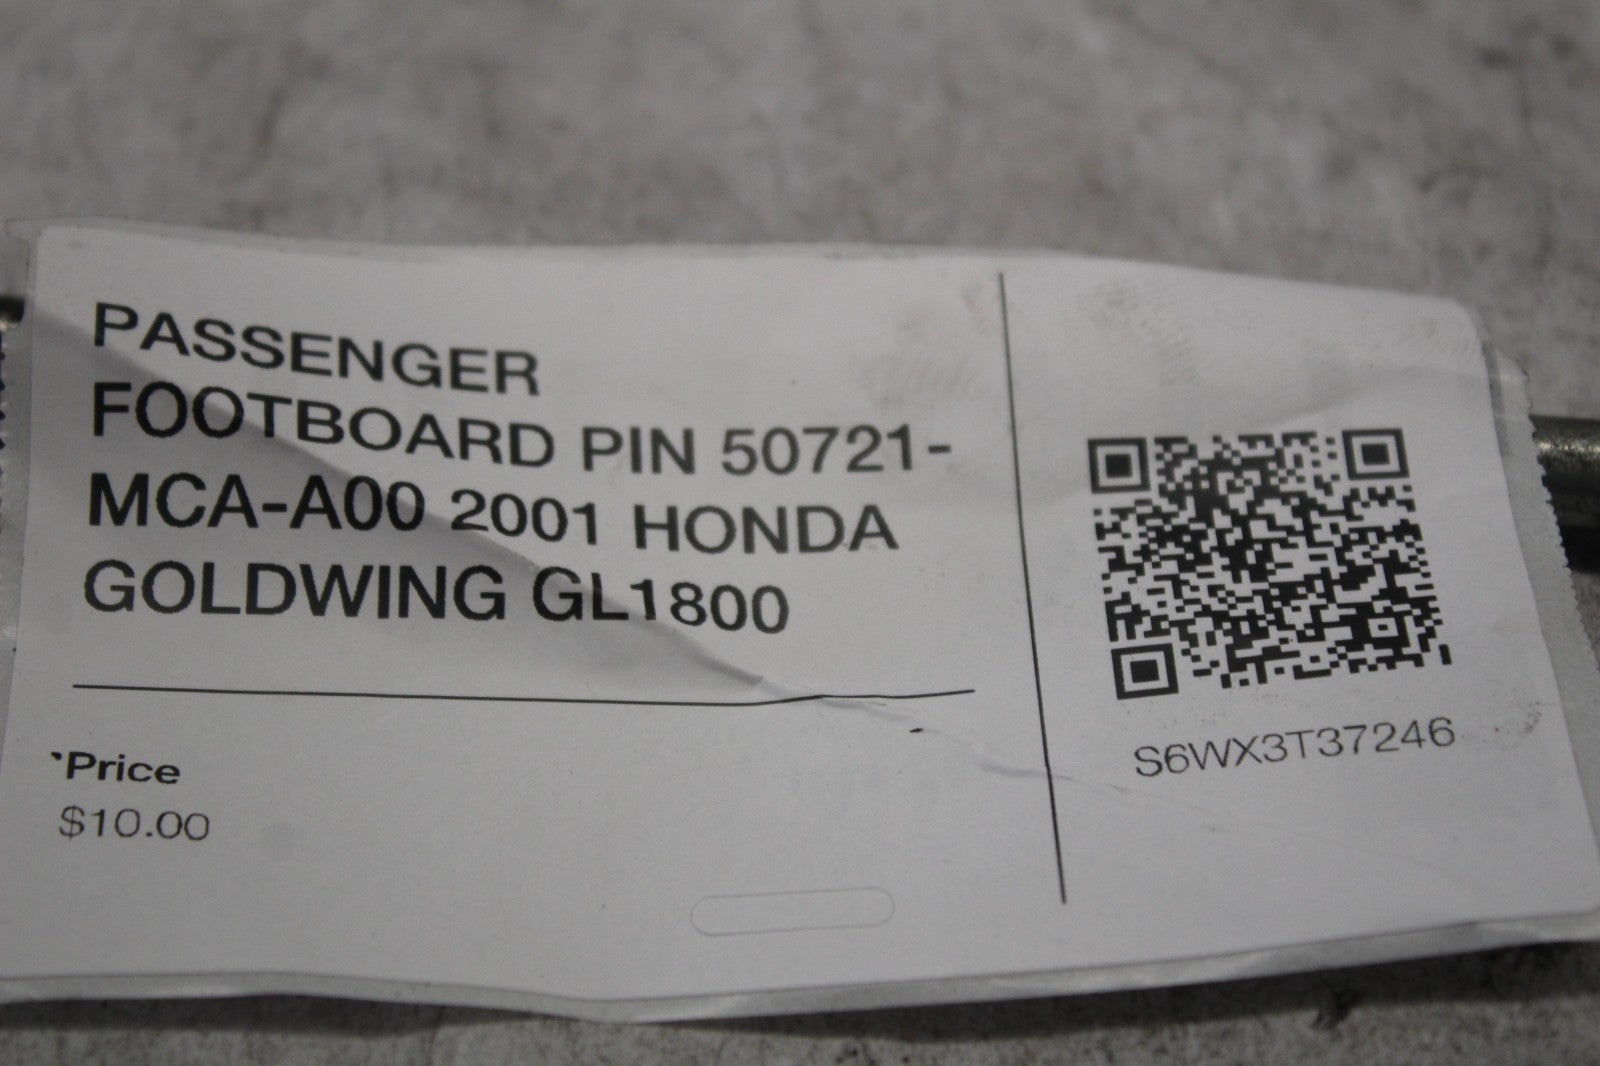 PASSENGER
FOOTBOARD PIN 50721-
MCA-A00 2001 HONDA
GOLDWING GL1800
Price
$10.00
S6WX3T37246